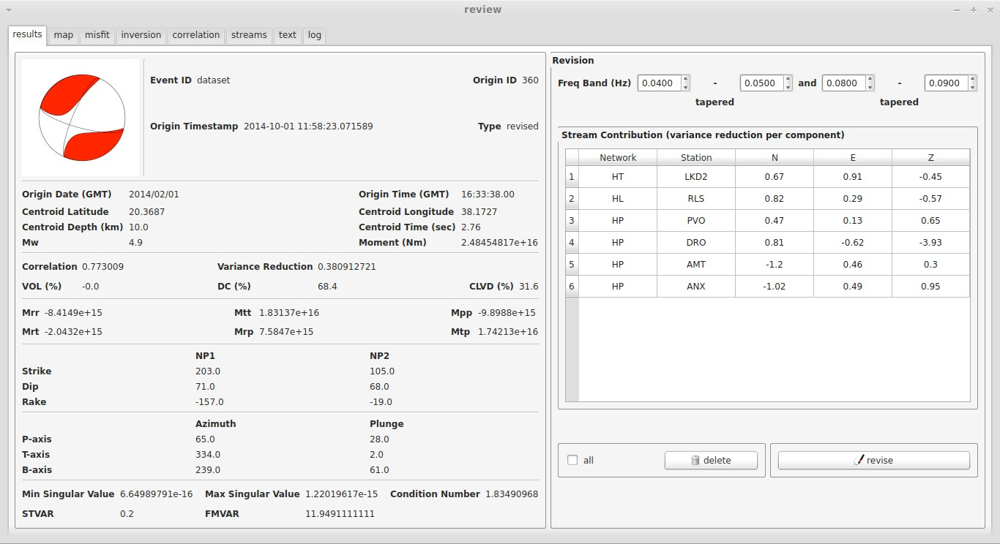 review
results map misfit inversion correlation streams text log
Event ID dataset Origin ID 360
Origin Timestamp 2014-10-01 11:58:23.071589 Type revised
Origin Date (GMT) 2014/02/01 Origin Time (GMT) 16:33:38.00
Centroid Latitude 20.3687 Centroid Longitude 38.1727
Centroid Depth (km) 10.0 Centroid Time (sec) 2.76
Mw 4.9 Moment (Nm) 2.48454817e+16
Correlation 0.773009 Variance Reduction 0.380912721
VOL (%) -0.0 DC (%) 68.4 CLVD (%) 31.6
Mrr -8.4149e+15 Mtt 1.83137e+16 Mpp -9.8988e+15
Mrt -2.0432e+15 Mrp 7.5847e+15 Mtp 1.74213e+16
NP1 NP2
Strike 203.0 105.0
Dip 71.0 68.0
Rake -157.0 -19.0
Azimuth Plunge
P-axis 65.0 28.0
T-axis 334.0 2.0
B-axis 239.0 61.0
Min Singular Value 6.64989791e-16 Max Singular Value 1.22019617e-15 Condition Number 1.83490968
STVAR 0.2 FMVAR 11.9491111111
Revision
Freq Band (Hz) 0.0400 - 0.0500 and 0.0800 - 0.0900
tapered tapered
Stream Contribution (variance reduction per component)
Network Station N E Z
1 HT LKD2 0.67 0.91 -0.45
2 HL RLS 0.82 0.29 -0.57
3 HP PVO 0.47 0.13 0.65
4 HP DRO 0.81 -0.62 -3.93
5 HP AMT -1.2 0.46 0.3
6 HP ANX -1.02 0.49 0.95
all delete revise